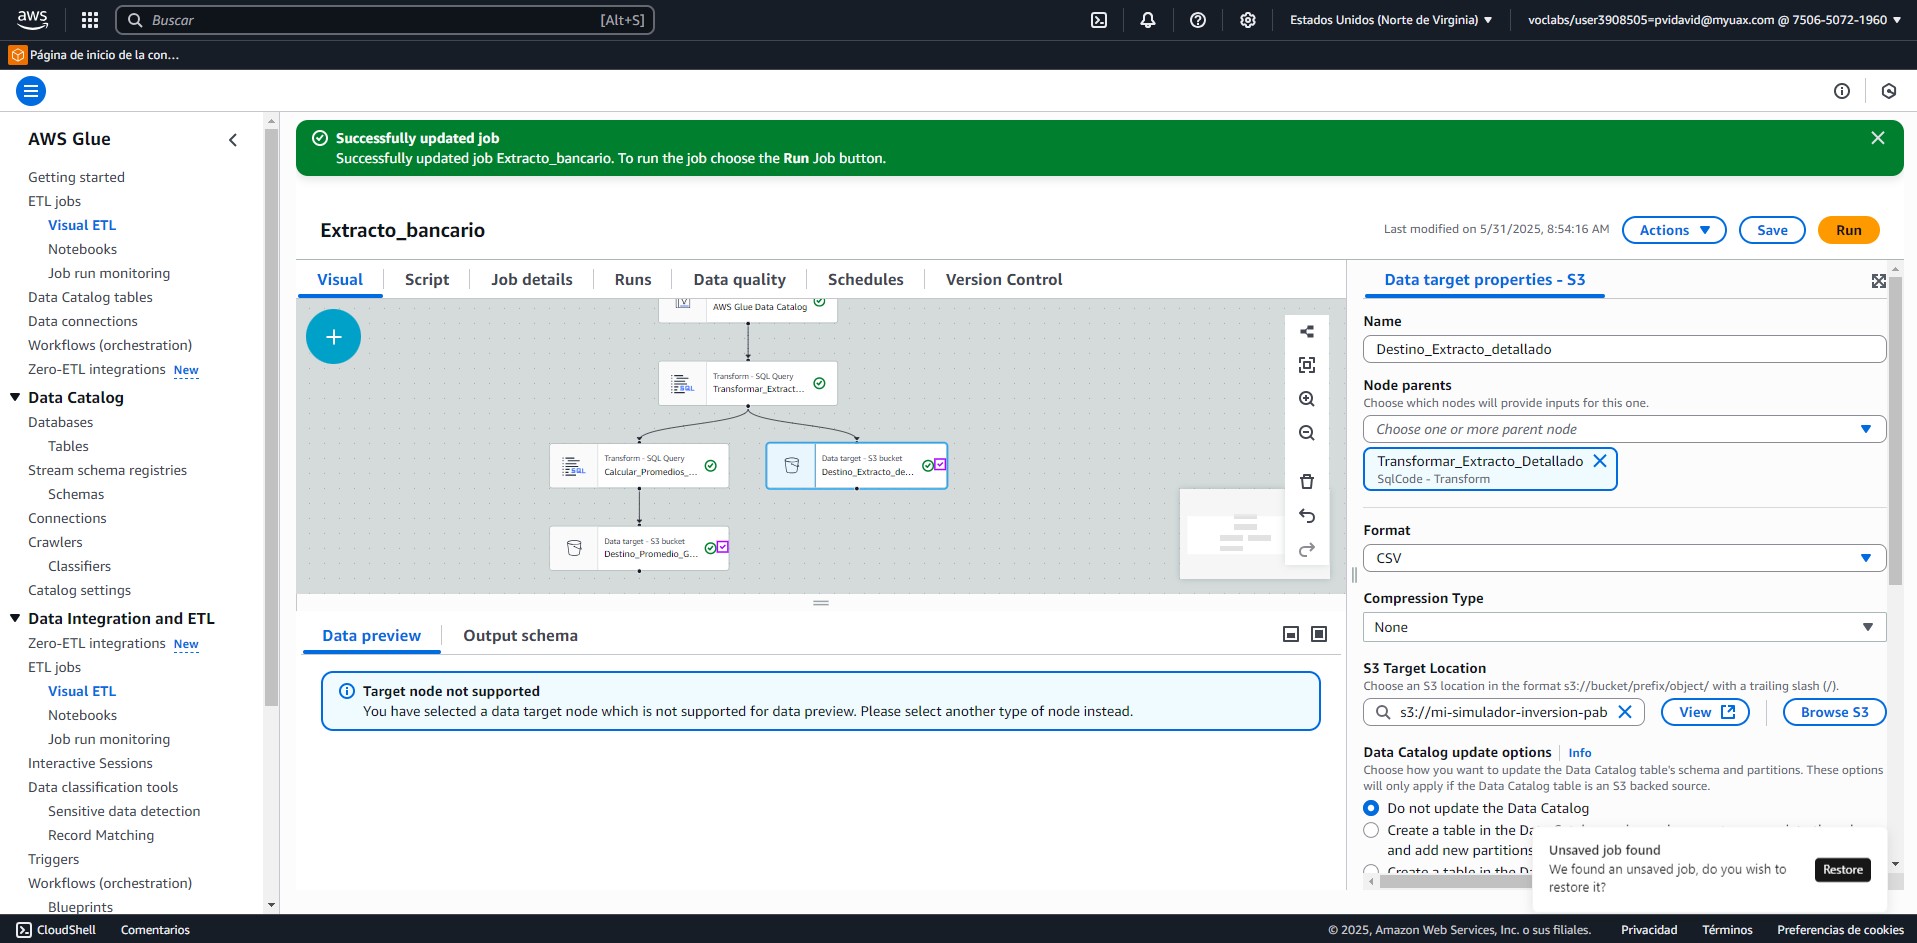 aws
Buscar
[Alt+S]
Estados Unidos (Norte de Virginia)
voclabs/user3908505=pvidavid@myuax.com @ 7506-5072-1960
Página de inicio de la con...
AWS Glue
Getting started
ETL jobs
Visual ETL
Notebooks
Job run monitoring
Data Catalog tables
Data connections
Workflows (orchestration)
Zero-ETL integrations New
Data Catalog
Databases
Tables
Stream schema registries
Schemas
Connections
Crawlers
Classifiers
Catalog settings
Data Integration and ETL
Zero-ETL integrations New
ETL jobs
Visual ETL
Notebooks
Job run monitoring
Interactive Sessions
Data classification tools
Sensitive data detection
Record Matching
Triggers
Workflows (orchestration)
Blueprints
Successfully updated job
Successfully updated job Extracto_bancario. To run the job choose the Run Job button.
Extracto_bancario
Last modified on 5/31/2025, 8:54:16 AM
Actions
Save
Run
Visual
Script
Job details
Runs
Data quality
Schedules
Version Control
AWS Glue Data Catalog
SQL
Transform - SQL Query
Transformar_Extract...
SQL
Transform - SQL Query
Calcular_Promedios_...
Data target - S3 bucket
Destino_Extracto_de...
Data target - S3 bucket
Destino_Promedio_G...
Data preview
Output schema
Target node not supported
You have selected a data target node which is not supported for data preview. Please select another type of node instead.
Data target properties - S3
Name
Destino_Extracto_detallado
Node parents
Choose which nodes will provide inputs for this one.
Choose one or more parent node
Transformar_Extracto_Detallado
SqlCode - Transform
Format
CSV
Compression Type
None
S3 Target Location
Choose an S3 location in the format s3://bucket/prefix/object/ with a trailing slash (/).
s3://mi-simulador-inversion-pab
View
Browse S3
Data Catalog update options
Info
Choose how you want to update the Data Catalog table's schema and partitions. These options
will only apply if the Data Catalog table is an S3 backed source.
Do not update the Data Catalog
Create a table in the Da
and add new partitions
Create a table in the Da
Unsaved job found
We found an unsaved job, do you wish to
restore it?
Restore
CloudShell
Comentarios
© 2025, Amazon Web Services, Inc. o sus filiales.
Privacidad
Términos
Preferencias de cookies